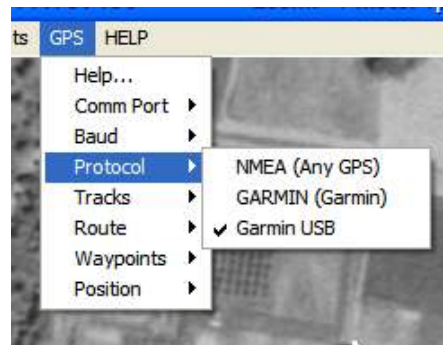 ts GPS HELP
Help...
Comm Port
Baud
Protocol
Tracks
Route
Waypoints
Position
NMEA (Any GPS)
GARMIN (Garmin)
Garmin USB